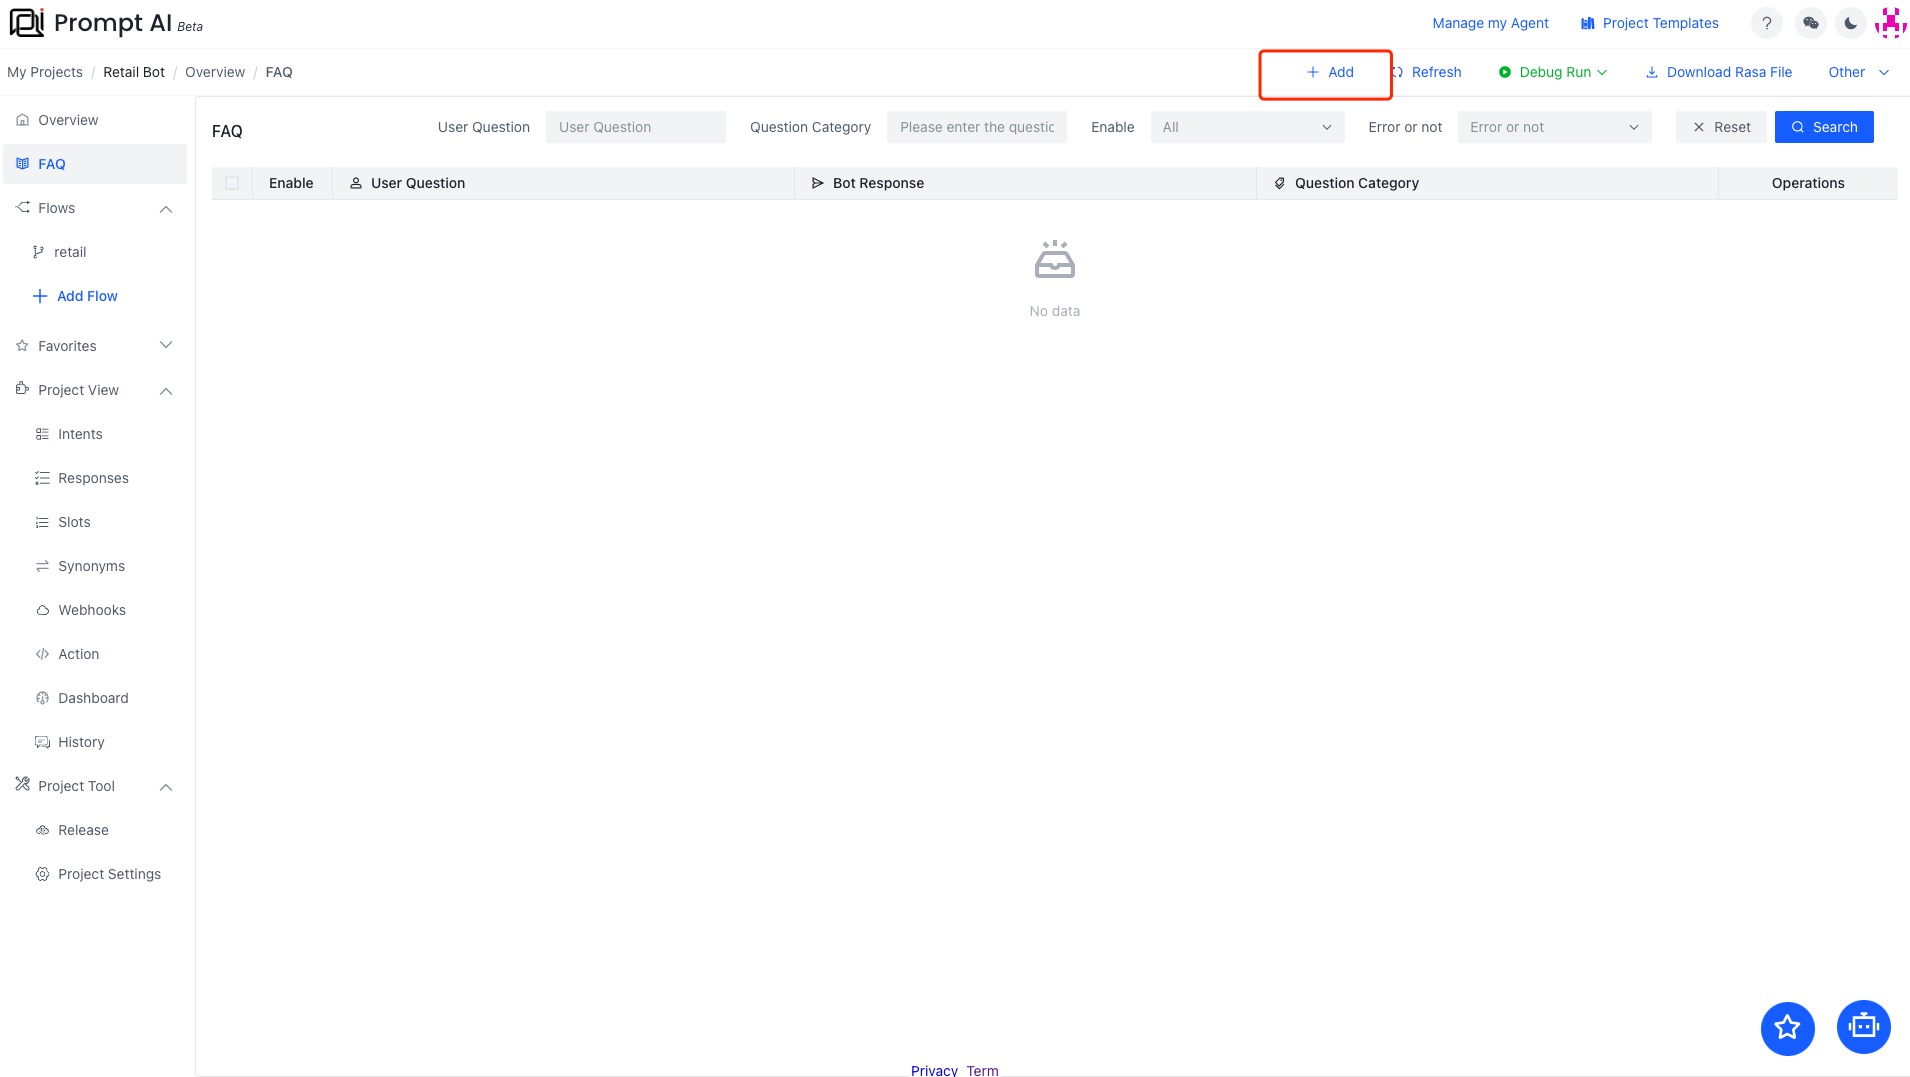 Prompt AI Beta
Manage my Agent
Project Templates
?
My Projects / Retail Bot / Overview / FAQ
Add
Refresh
Debug Run
Download Rasa File
Other
Overview
FAQ
Flows
retail
Add Flow
Favorites
Project View
Intents
Responses
Slots
Synonyms
Webhooks
Action
Dashboard
History
Project Tool
Release
Project Settings
FAQ
User Question User Question
Question Category Please enter the questic
Enable All
Error or not Error or not
Reset
Search
Enable User Question Bot Response Question Category Operations
No data
Privacy Term